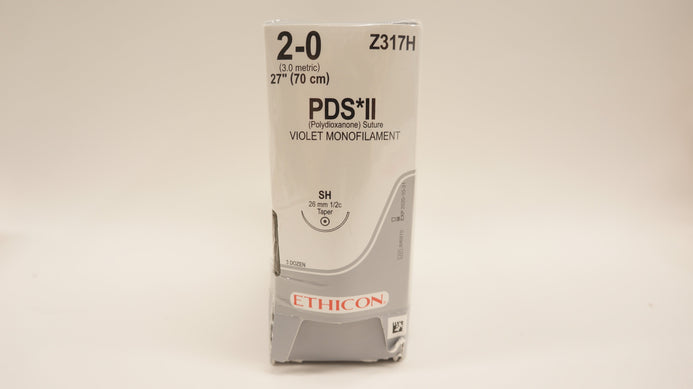 2-0
Z317H
(3.0 metric)
27" (70 cm)
PDS*II
(Polydioxanone) Suture
VIOLET MONOFILAMENT
SH
26 mm 1/2c
Taper
3 DOZEN
ETHICON